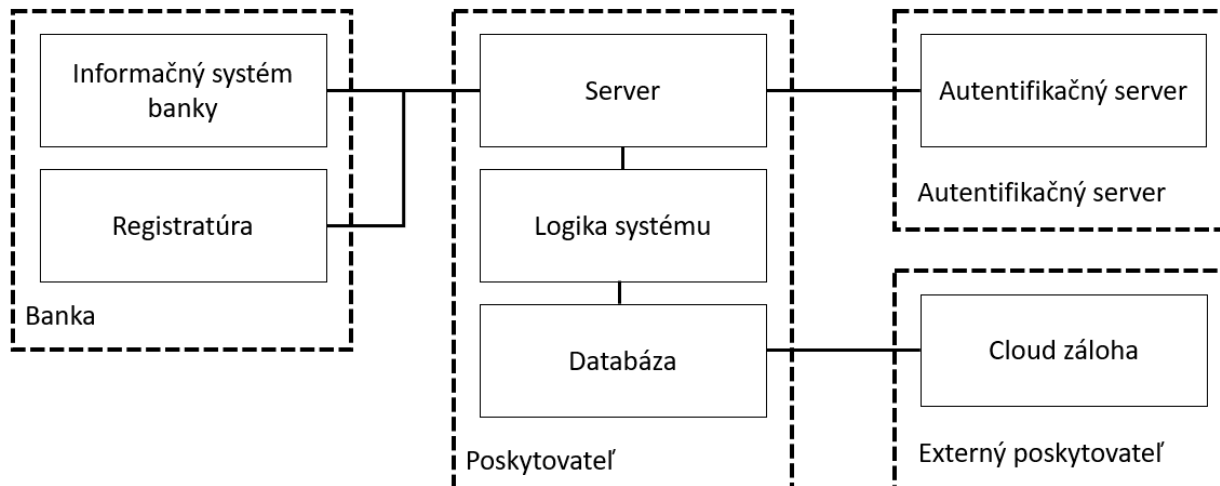 Informačný systém
banky
Registratúra
Banka
Server
Logika systému
Databáza
Poskytovateľ
Autentifikačný server
Autentifikačný server
Cloud záloha
Externý poskytovateľ